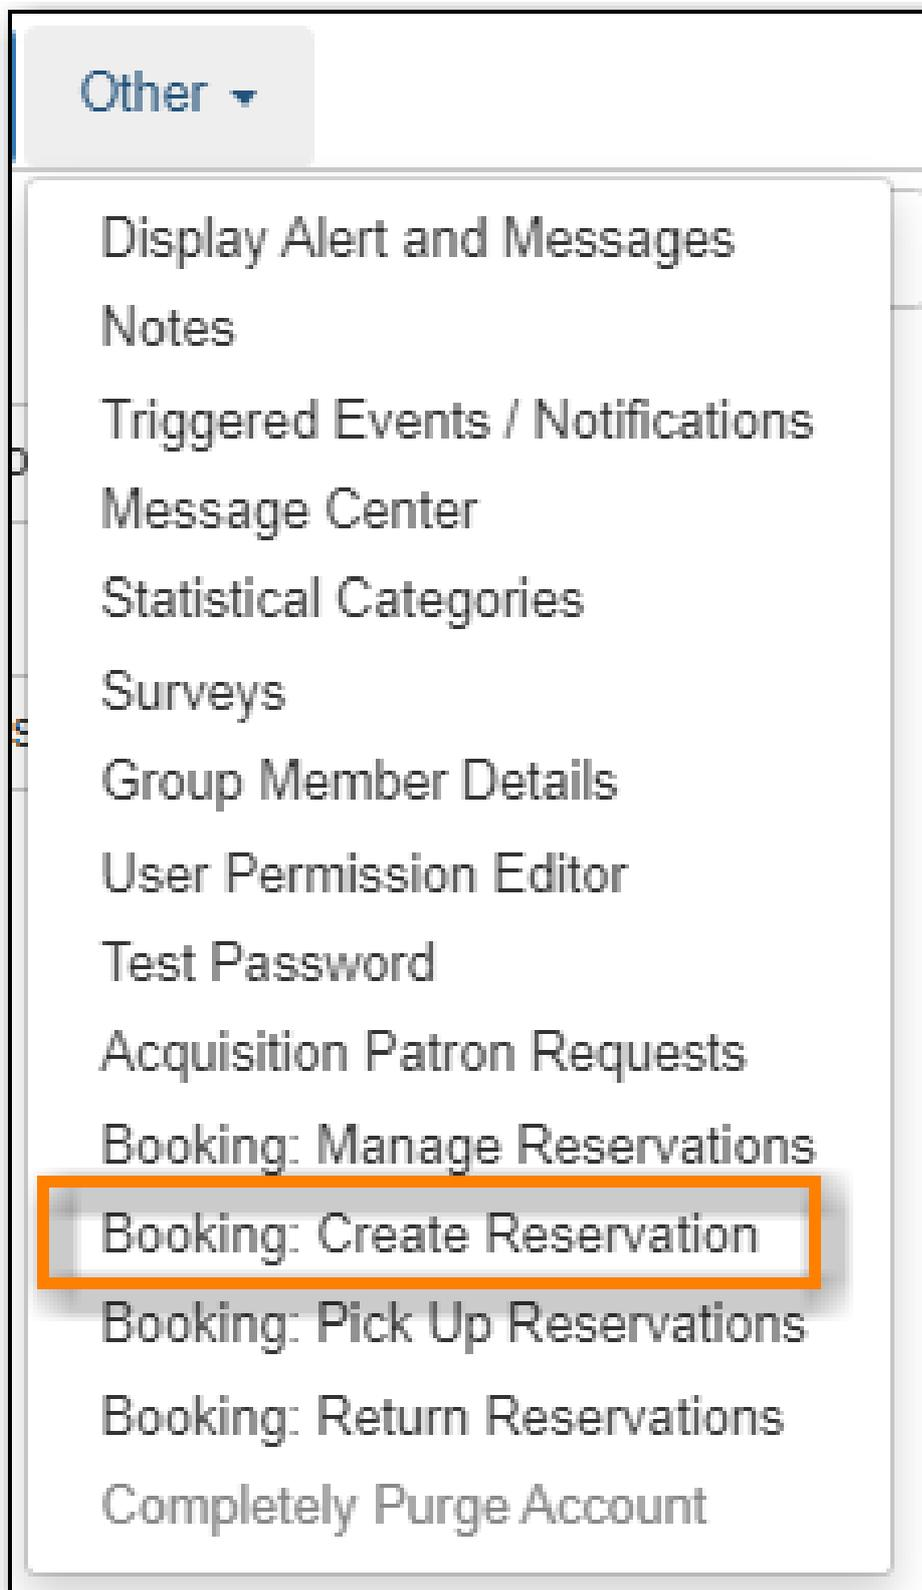 Other
Display Alert and Messages
Notes
Triggered Events / Notifications
Message Center
Statistical Categories
Surveys
Group Member Details
User Permission Editor
Test Password
Acquisition Patron Requests
Booking: Manage Reservations
Booking: Create Reservation
Booking: Pick Up Reservations
Booking: Return Reservations
Completely Purge Account